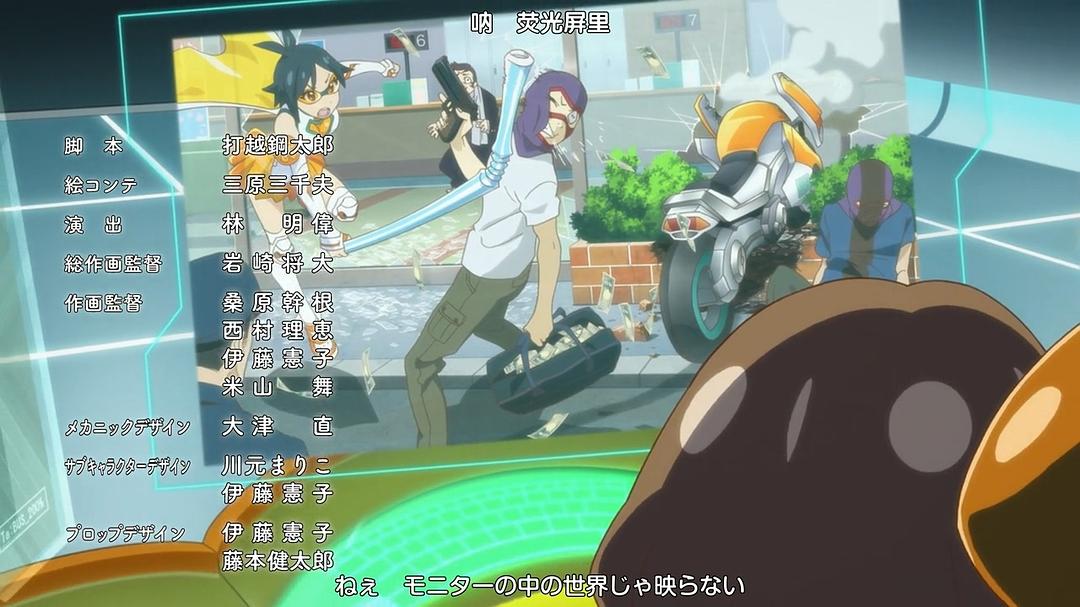 呐　荧光屏里
6
7
脚　本　打越鋼太郎
絵コンテ　三原三千夫
演　出　林　明偉
総作画監督　岩崎将大
作画監督　桑原幹根
西村理恵
伊藤憲子
米山　舞
メカニックデザイン　大津　直
サブキャラクターデザイン　川元まりこ
伊藤憲子
プロップデザイン　伊藤憲子
藤本健太郎
ねぇ　モニターの中の世界じゃ映らない